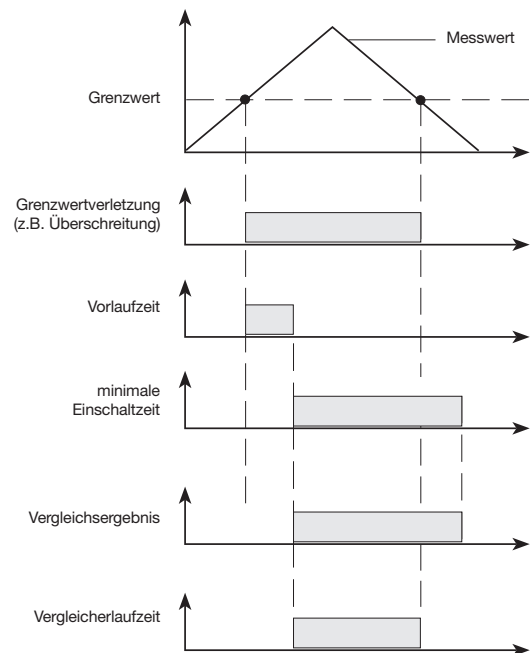 Messwert
Grenzwert
Grenzwertverletzung
(z.B. Überschreitung)
Vorlaufzeit
minimale
Einschaltzeit
Vergleichsergebnis
Vergleicherlaufzeit